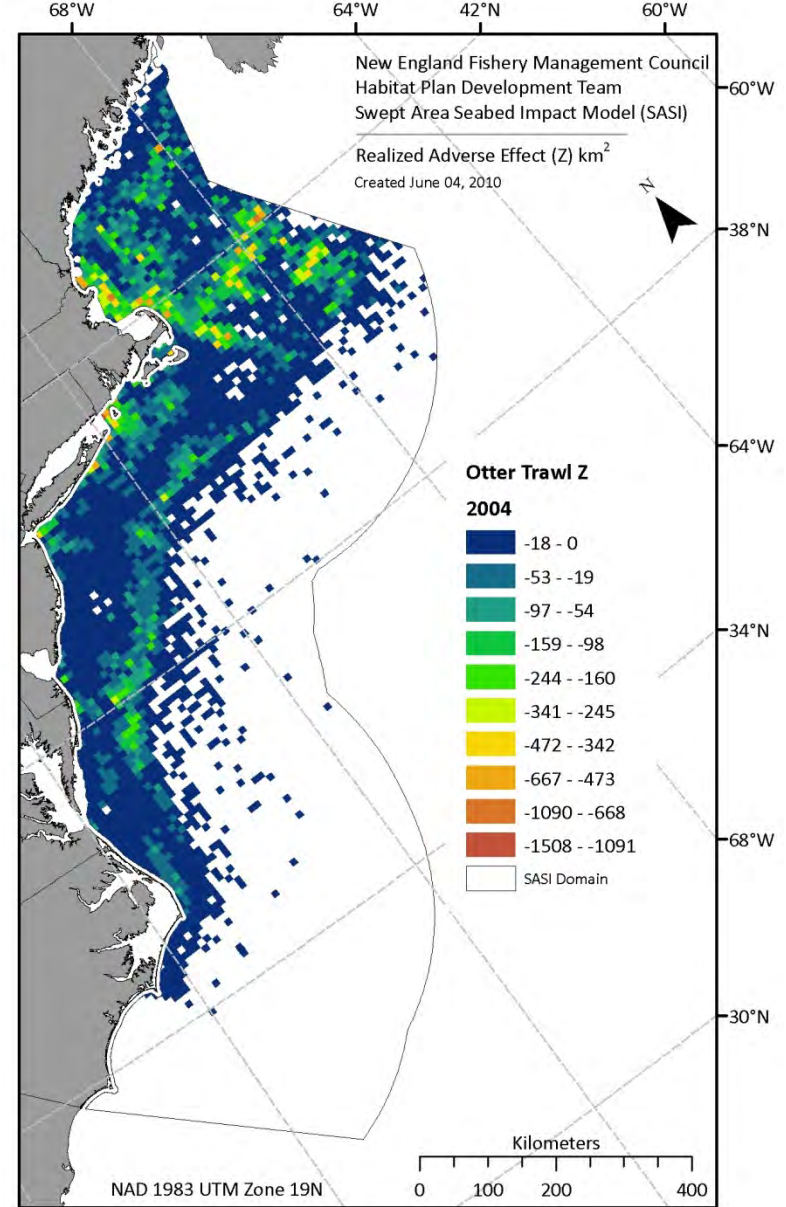 68°W 64°W 42°N 60°W
New England Fishery Management Council
Habitat Plan Development Team
Swept Area Seabed Impact Model (SASI)
Realized Adverse Effect (Z) km²
Created June 04, 2010
N
60°W
38°N
64°W
34°N
68°W
30°N
Otter Trawl Z
2004
-18 - 0
-53 - -19
-97 - -54
-159 - -98
-244 - -160
-341 - -245
-472 - -342
-667 - -473
-1090 - -668
-1508 - -1091
SASI Domain
Kilometers
0 100 200 300 400
NAD 1983 UTM Zone 19N